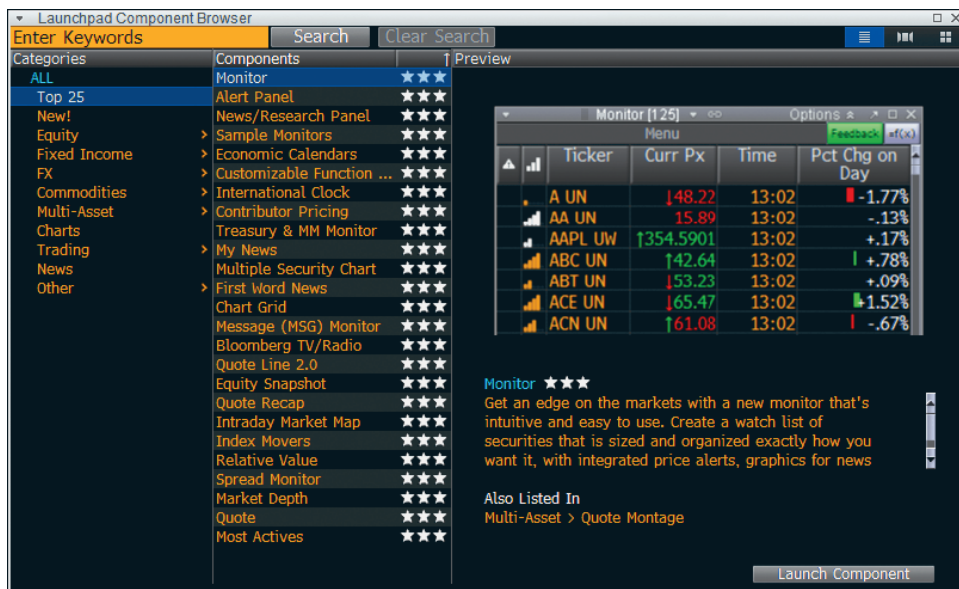 Launchpad Component Browser
Enter Keywords Search Clear Search
Categories Components ↑ Preview
ALL
Top 25
New!
Equity >
Fixed Income >
FX >
Commodities >
Multi-Asset >
Charts
Trading >
News
Other >
Monitor ★★★
Alert Panel ★★★
News/Research Panel ★★★
Sample Monitors ★★★
Economic Calendars ★★★
Customizable Function ... ★★★
International Clock ★★★
Contributor Pricing ★★★
Treasury & MM Monitor ★★★
My News ★★★
Multiple Security Chart ★★★
First Word News ★★★
Chart Grid ★★★
Message (MSG) Monitor ★★★
Bloomberg TV/Radio ★★★
Quote Line 2.0 ★★★
Equity Snapshot ★★★
Quote Recap ★★★
Intraday Market Map ★★★
Index Movers ★★★
Relative Value ★★★
Spread Monitor ★★★
Market Depth ★★★
Quote ★★★
Most Actives ★★★
Monitor [125] Options
Menu Feedback =f(x)
Ticker Curr Px Time Pct Chg on
Day
A UN ↓48.22 13:02 -1.77%
AA UN 15.89 13:02 -.13%
AAPL UW ↑354.5901 13:02 +.17%
ABC UN ↑42.64 13:02 +.78%
ABT UN ↓53.23 13:02 +.09%
ACE UN ↓65.47 13:02 +1.52%
ACN UN ↑61.08 13:02 -.67%
Monitor ★★★
Get an edge on the markets with a new monitor that's
intuitive and easy to use. Create a watch list of
securities that is sized and organized exactly how you
want it, with integrated price alerts, graphics for news
Also Listed In
Multi-Asset > Quote Montage
Launch Component